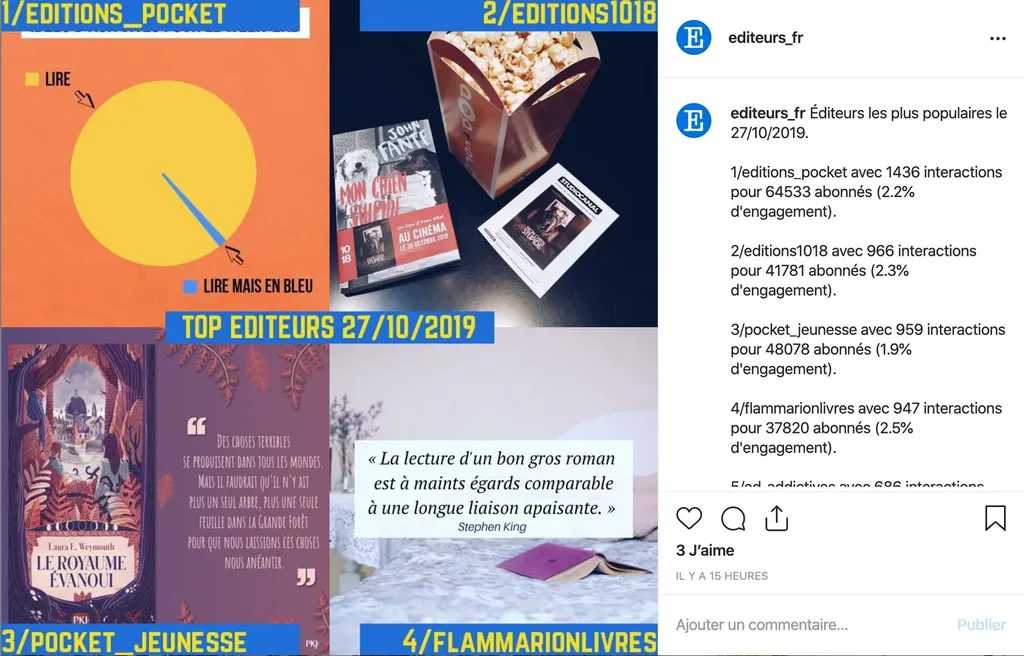 1/EDITIONS_POCKET
2/EDITIONS1018
LIRE
LIRE MAIS EN BLEU
JOHN
FANTE
MON CHIEN
STUPIDE
AU CINÉMA
LE 30 OCTOBRE 2019
10
18
STUDIOCANAL
TOP EDITEURS 27/10/2019
Laura E. Weymouth
LE ROYAUME
ÉVANOUI
PKJ
“
DES CHOSES TERRIBLES
SE PRODUISENT DANS TOUS LES MONDES.
MAIS IL FAUDRAIT QU'IL N'Y AIT
PLUS UN SEUL ARBRE, PLUS UNE SEULE
FEUILLE DANS LA GRANDE FORÊT
POUR QUE NOUS LAISSIONS CES CHOSES
NOUS ANÉANTIR.
”
PKJ
« La lecture d'un bon gros roman
est à maints égards comparable
à une longue liaison apaisante. »
Stephen King
3/POCKET_JEUNESSE
4/FLAMMARIONLIVRES
E
editeurs_fr
E
editeurs_fr Éditeurs les plus populaires le
27/10/2019.
1/editions_pocket avec 1436 interactions
pour 64533 abonnés (2.2%
d'engagement).
2/editions1018 avec 966 interactions
pour 41781 abonnés (2.3%
d'engagement).
3/pocket_jeunesse avec 959 interactions
pour 48078 abonnés (1.9%
d'engagement).
4/flammarionlivres avec 947 interactions
pour 37820 abonnés (2.5%
d'engagement).
5/ed_addictives avec 686 interactions
3 J’aime
IL Y A 15 HEURES
Ajouter un commentaire...
Publier